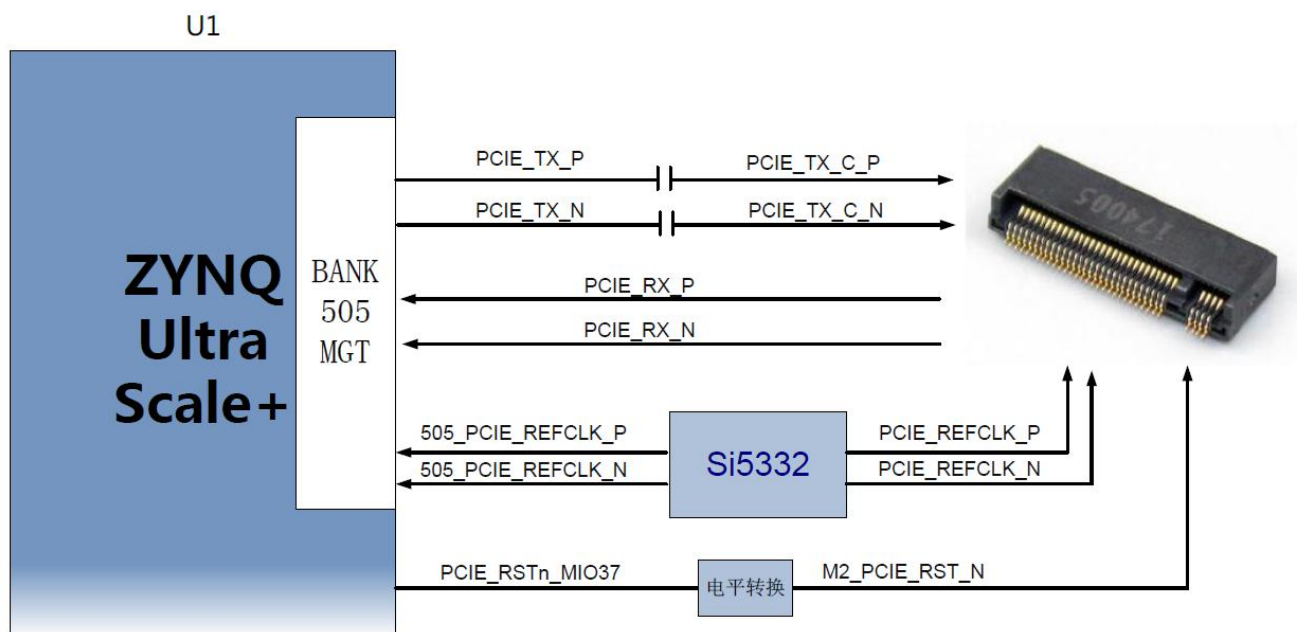 U1
PCIE_TX_P
PCIE_TX_C_P
PCIE_TX_N
PCIE_TX_C_N
174005
ZYNQ
Ultra
Scale+
BANK
505
MGT
PCIE_RX_P
PCIE_RX_N
505_PCIE_REFCLK_P
505_PCIE_REFCLK_N
Si5332
PCIE_REFCLK_P
PCIE_REFCLK_N
PCIE_RSTn_MIO37
电平转换
M2_PCIE_RST_N